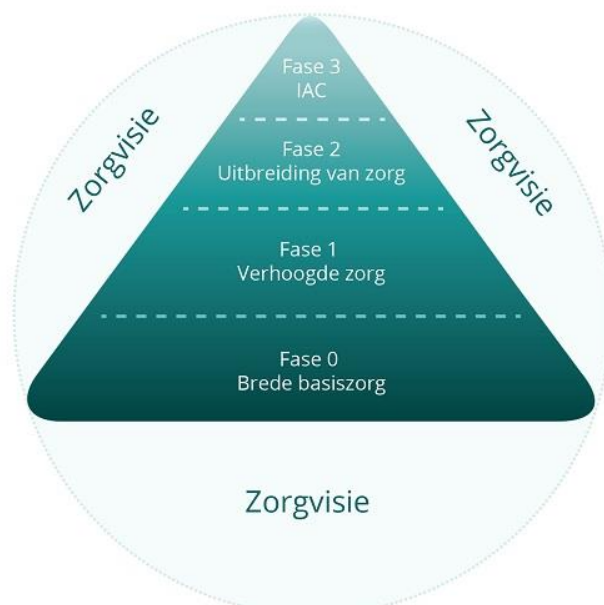 Fase 3
IAC
Zorgvisie
Zorgvisie
Fase 2
Uitbreiding van zorg
Fase 1
Verhoogde zorg
Fase 0
Brede basiszorg
Zorgvisie